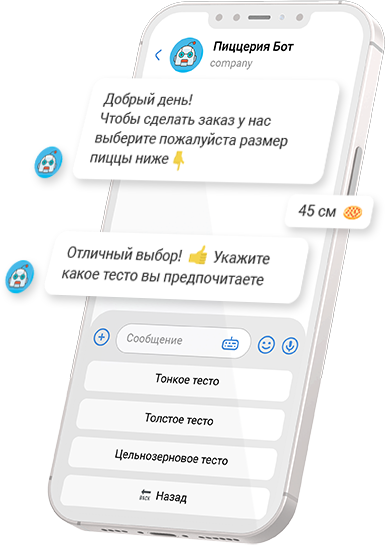 Пиццерия Бот
company
Добрый день!
Чтобы сделать заказ у нас
выберите пожалуйста размер
пиццы ниже👇
45 см 🍕
Отличный выбор! 👍 Укажите
какое тесто вы предпочитаете
Сообщение
Тонкое тесто
Толстое тесто
Цельнозерновое тесто
BACK Назад